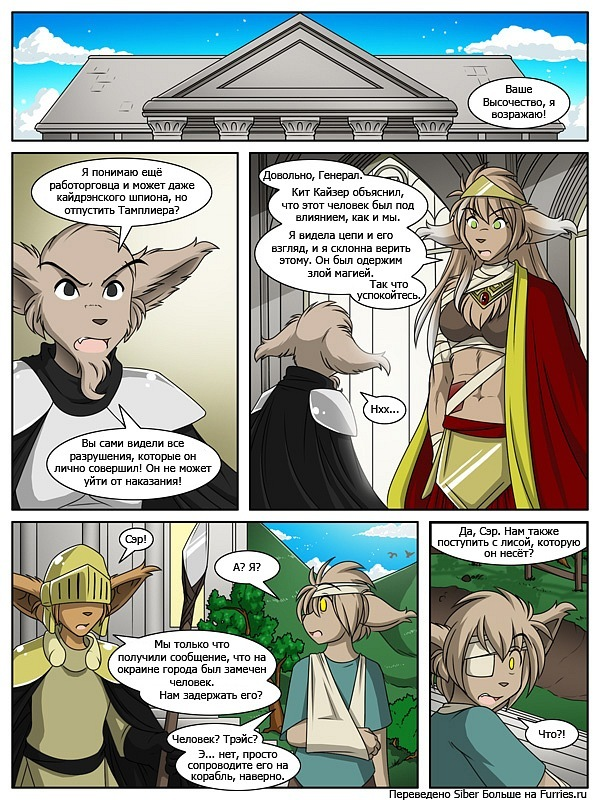 Ваше
Высочество, я
возражаю!
Я понимаю ещё
работорговца и может даже
кайдрэнского шпиона, но
отпустить Тамплиера?
Вы сами видели все
разрушения, которые он
лично совершил! Он не может
уйти от наказания!
Довольно, Генерал.
Кит Кайзер объяснил,
что этот человек был под
влиянием, как и мы.
Я видела цепи и его
взгляд, и я склонна верить
этому. Он был одержим
злой магией.
Так что
успокойтесь.
Нхх...
Сэр!
А? Я?
Мы только что
получили сообщение, что на
окраине города был замечен
человек.
Нам задержать его?
Человек? Трэйс?
Э... нет, просто
сопроводите его на
корабль, наверно.
Да, Сэр. Нам также
поступить с лисой, которую
он несёт?
Что?!
Переведено Siber Больше на Furries.ru